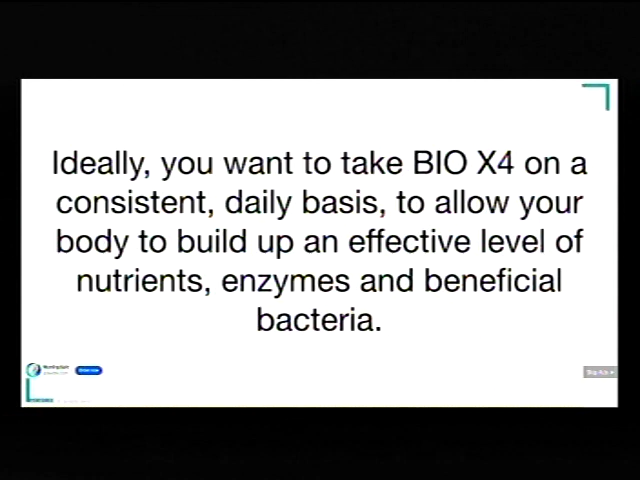 Ideally, you want to take BIO X4 on a
consistent, daily basis, to allow your
body to build up an effective level of
nutrients, enzymes and beneficial
bacteria.